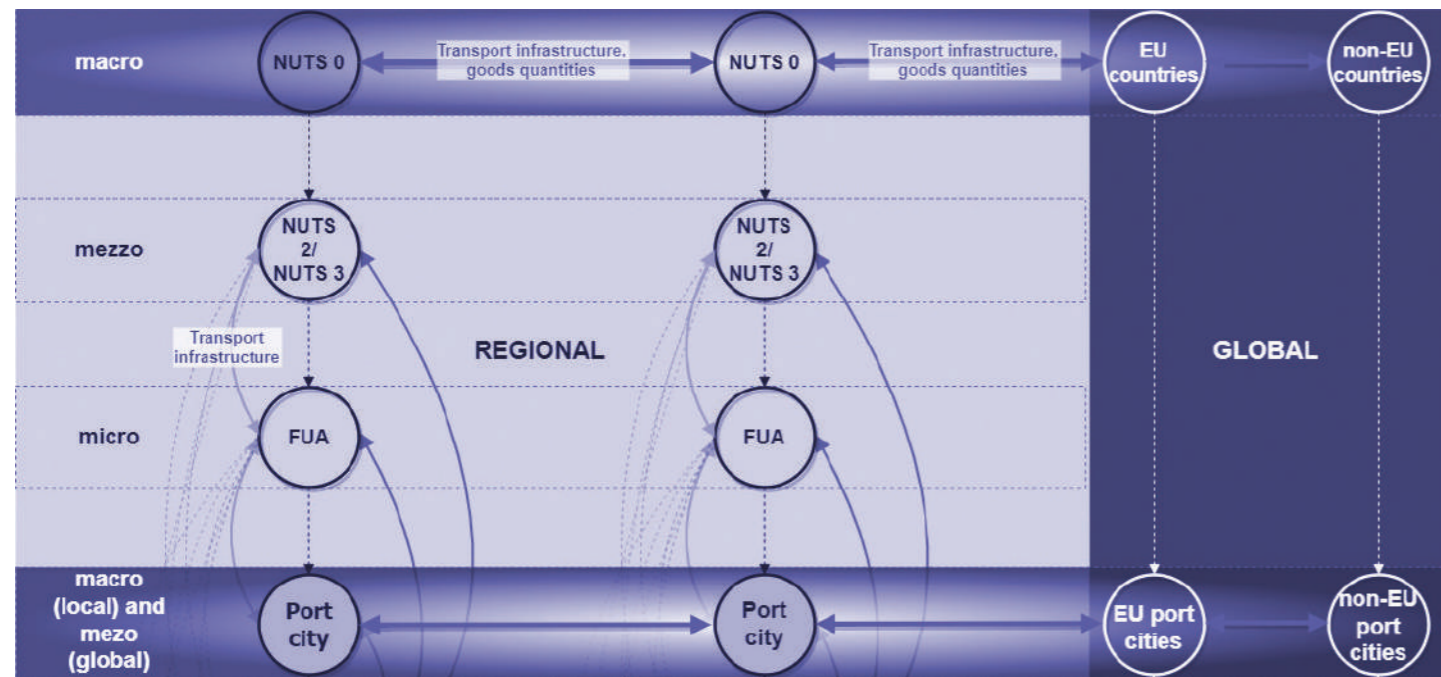 macro
NUTS 0
Transport infrastructure,
goods quantities
NUTS 0
Transport infrastructure,
goods quantities
EU
countries
non-EU
countries
mezzo
NUTS
2/
NUTS 3
NUTS
2/
NUTS 3
Transport
infrastructure
REGIONAL
GLOBAL
micro
FUA
FUA
macro
(local) and
mezo
(global)
Port
city
Port
city
EU port
cities
non-EU
port
cities